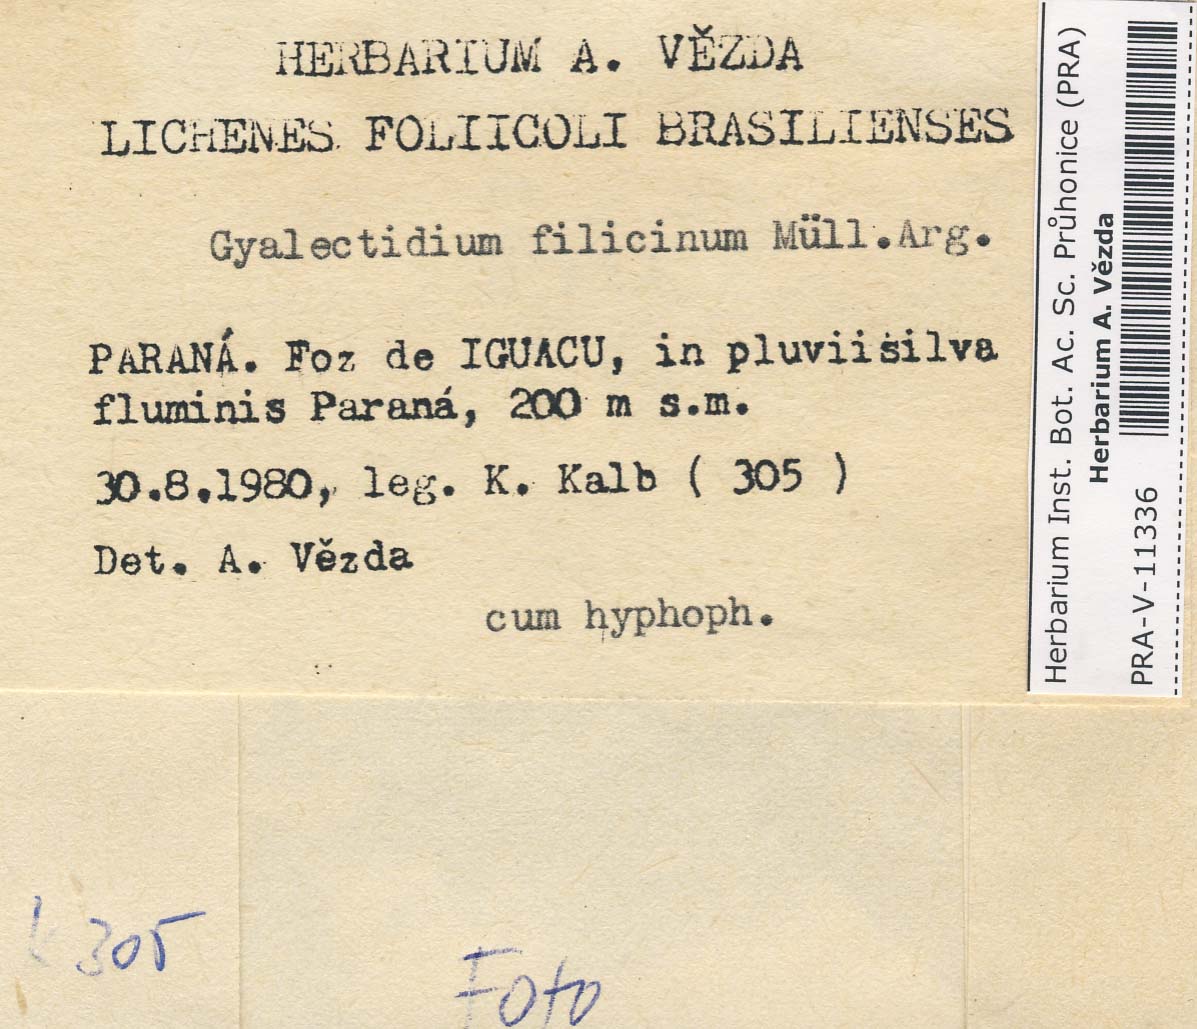 HERBARIUM A. VĚZDA
LICHENES FOLIICOLI BRASILIENSES
Gyalectidium filicinum Müll.Arg.
PARANÁ. Foz de IGUACU, in pluviisilva
fluminis Paraná, 200 m s.m.
30.8.1980, leg. K. Kalb ( 305 )
Det. A. Vězda
cum hyphoph.
Herbarium Inst. Bot. Ac. Sc. Průhonice (PRA)
Herbarium A. Vězda
PRA-V-11336
k 305
Foto